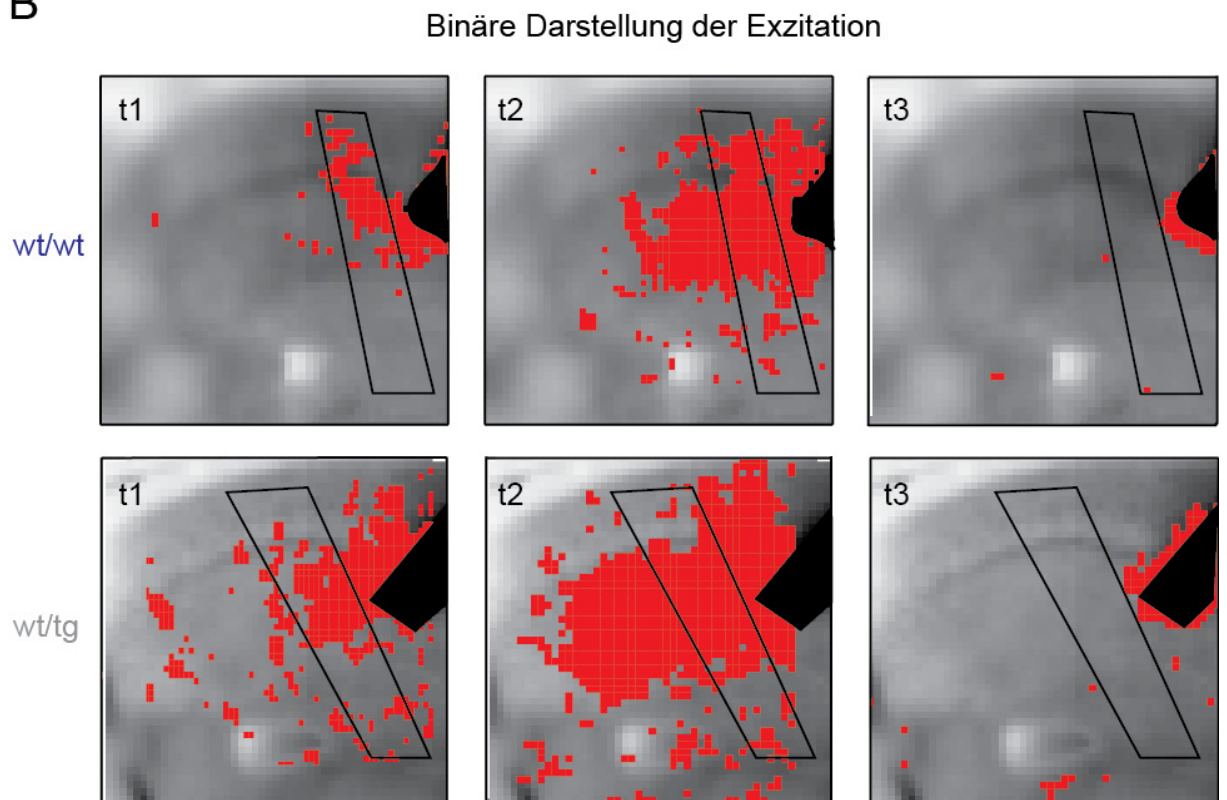 B
Binäre Darstellung der Exzitation
t1
t2
t3
wt/wt
t1
t2
t3
wt/tg